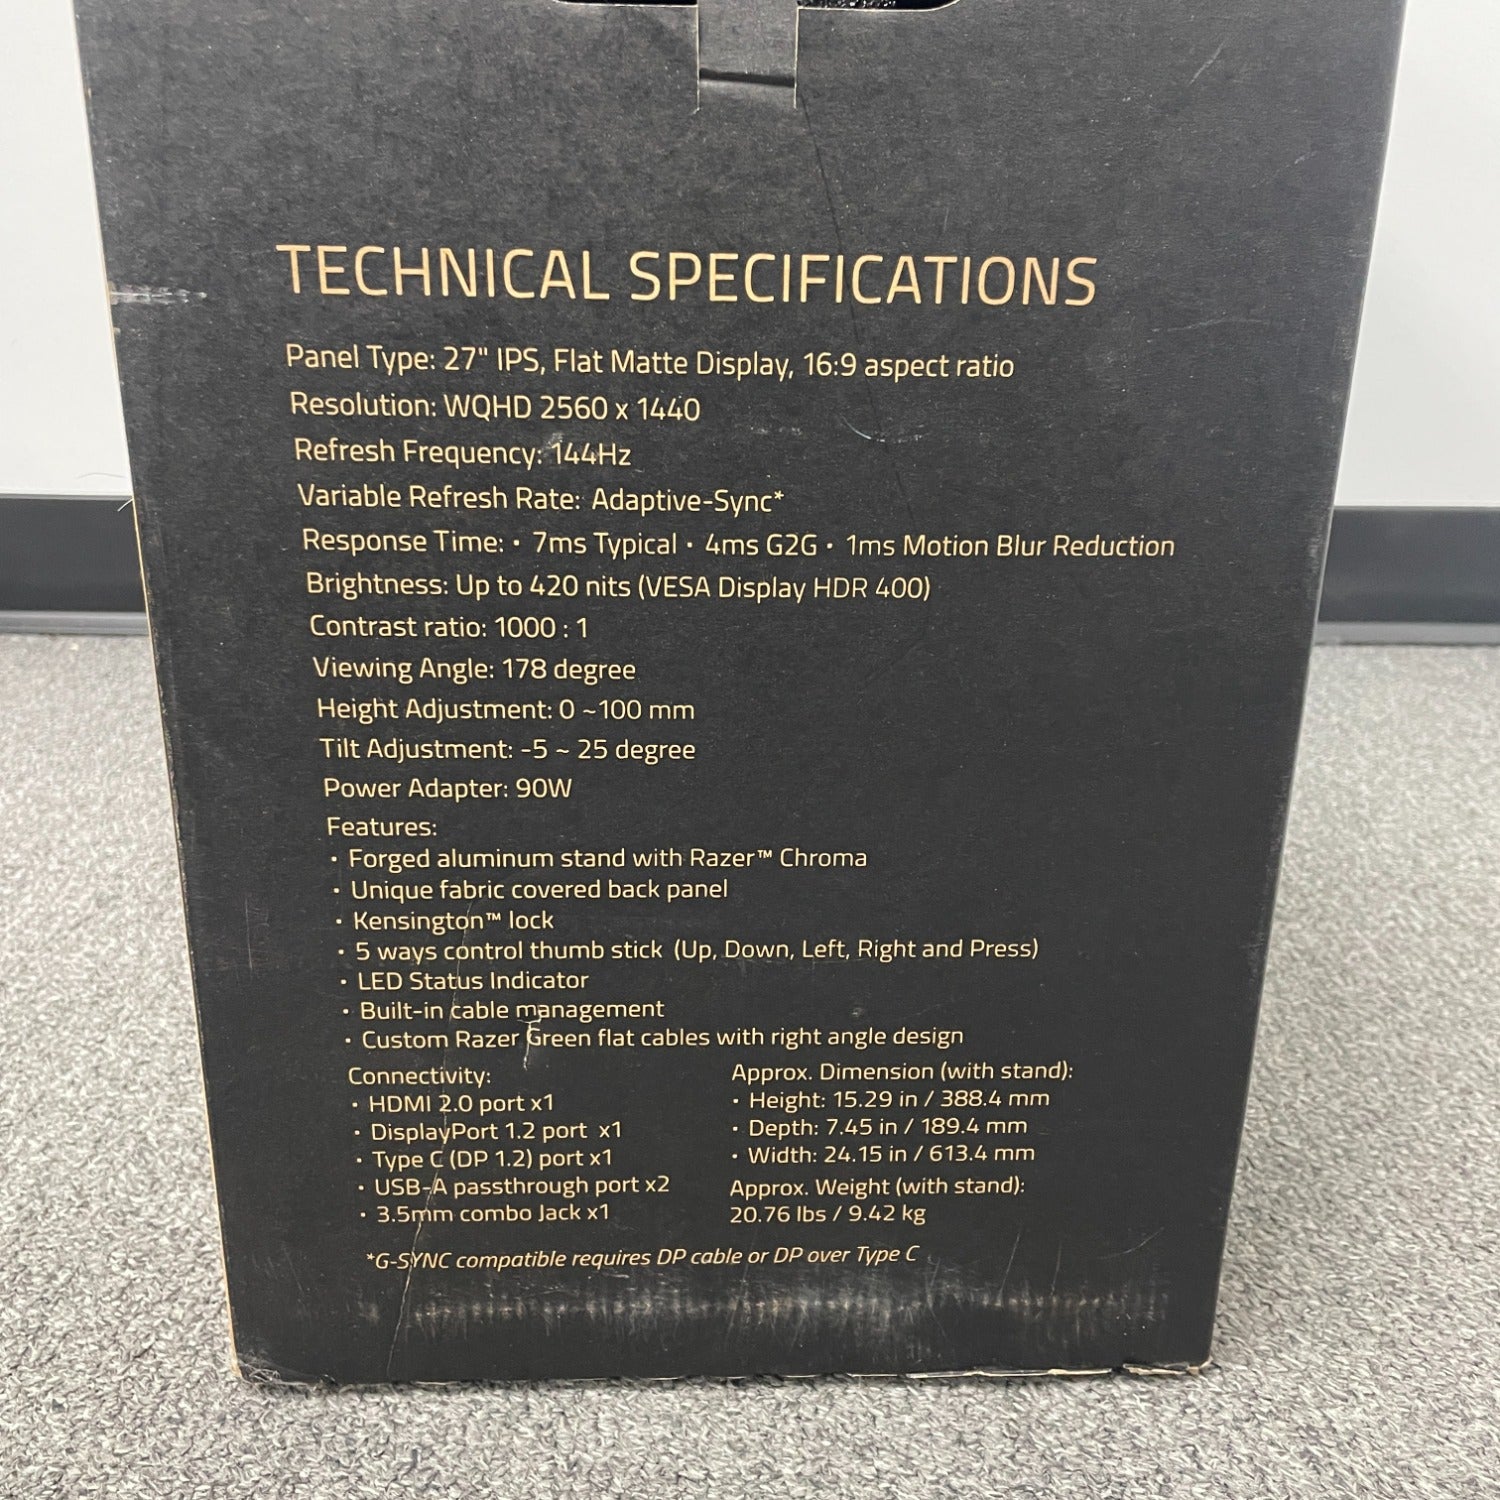 TECHNICAL SPECIFICATIONS
Panel Type: 27" IPS, Flat Matte Display, 16:9 aspect ratio
Resolution: WQHD 2560 x 1440
Refresh Frequency: 144Hz
Variable Refresh Rate: Adaptive-Sync*
Response Time: • 7ms Typical • 4ms G2G • 1ms Motion Blur Reduction
Brightness: Up to 420 nits (VESA Display HDR 400)
Contrast ratio: 1000 : 1
Viewing Angle: 178 degree
Height Adjustment: 0 ~100 mm
Tilt Adjustment: -5 ~ 25 degree
Power Adapter: 90W
Features:
• Forged aluminum stand with Razer™ Chroma
• Unique fabric covered back panel
• Kensington™ lock
• 5 ways control thumb stick (Up, Down, Left, Right and Press)
• LED Status Indicator
• Built-in cable management
• Custom Razer Green flat cables with right angle design
Connectivity:
• HDMI 2.0 port x1
• DisplayPort 1.2 port x1
• Type C (DP 1.2) port x1
• USB-A passthrough port x2
• 3.5mm combo Jack x1
Approx. Dimension (with stand):
• Height: 15.29 in / 388.4 mm
• Depth: 7.45 in / 189.4 mm
• Width: 24.15 in / 613.4 mm
Approx. Weight (with stand):
20.76 lbs / 9.42 kg
*G-SYNC compatible requires DP cable or DP over Type C